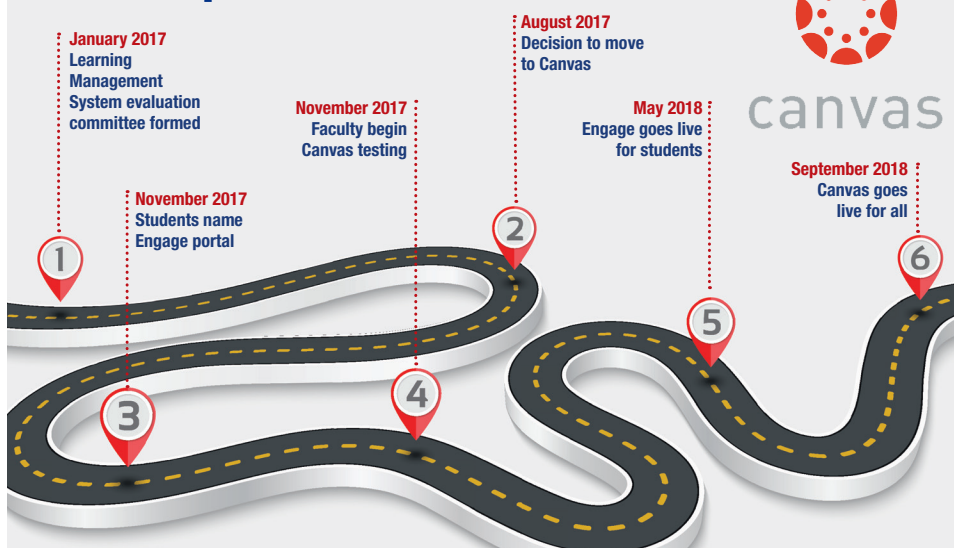 January 2017
Learning
Management
System evaluation
committee formed
August 2017
Decision to move
to Canvas
canvas
November 2017
Faculty begin
Canvas testing
May 2018
Engage goes live
for students
September 2018
Canvas goes
live for all
November 2017
Students name
Engage portal
1
2
3
4
5
6